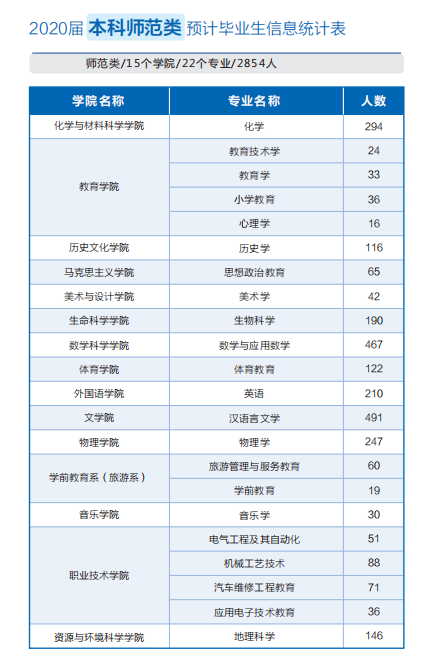 2020届 本科师范类 预计毕业生信息统计表
师范类/15个学院/22个专业/2854人
学院名称 专业名称 人数
化学与材料科学学院 化学 294
教育学院 教育技术学 24
教育学 33
小学教育 36
心理学 16
历史文化学院 历史学 116
马克思主义学院 思想政治教育 65
美术与设计学院 美术学 42
生命科学学院 生物科学 190
数学科学学院 数学与应用数学 467
体育学院 体育教育 122
外国语学院 英语 210
文学院 汉语言文学 491
物理学院 物理学 247
学前教育系（旅游系） 旅游管理与服务教育 60
学前教育 19
音乐学院 音乐学 30
职业技术学院 电气工程及其自动化 51
机械工艺技术 88
汽车维修工程教育 71
应用电子技术教育 36
资源与环境科学学院 地理科学 146